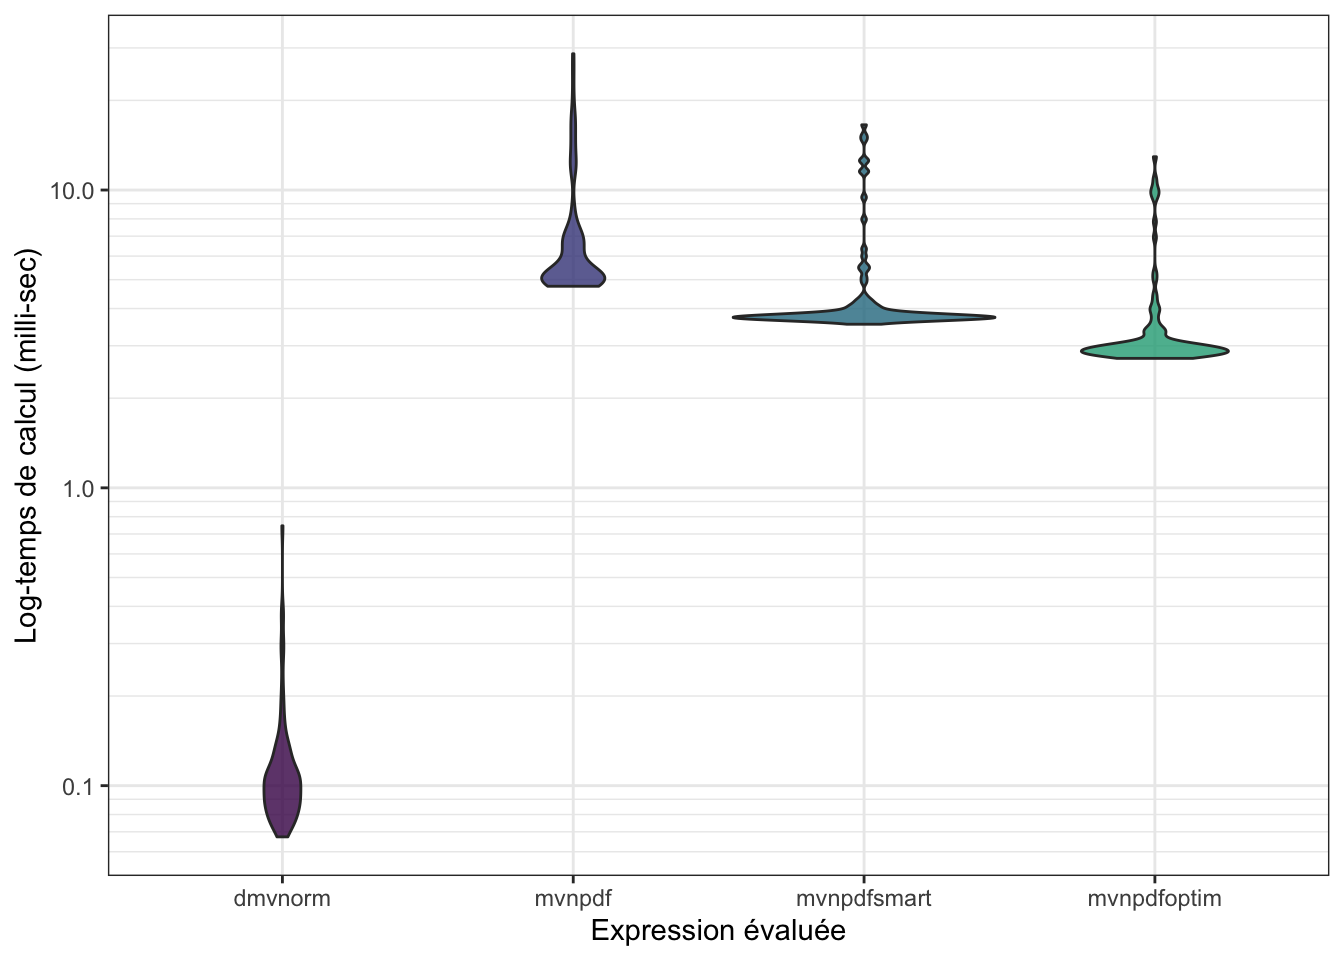 Log-temps de calcul (milli-sec)
10.0
1.0
0.1
dmvnorm mvnpdf mvnpdfsmart mvnpdfoptim
Expression évaluée